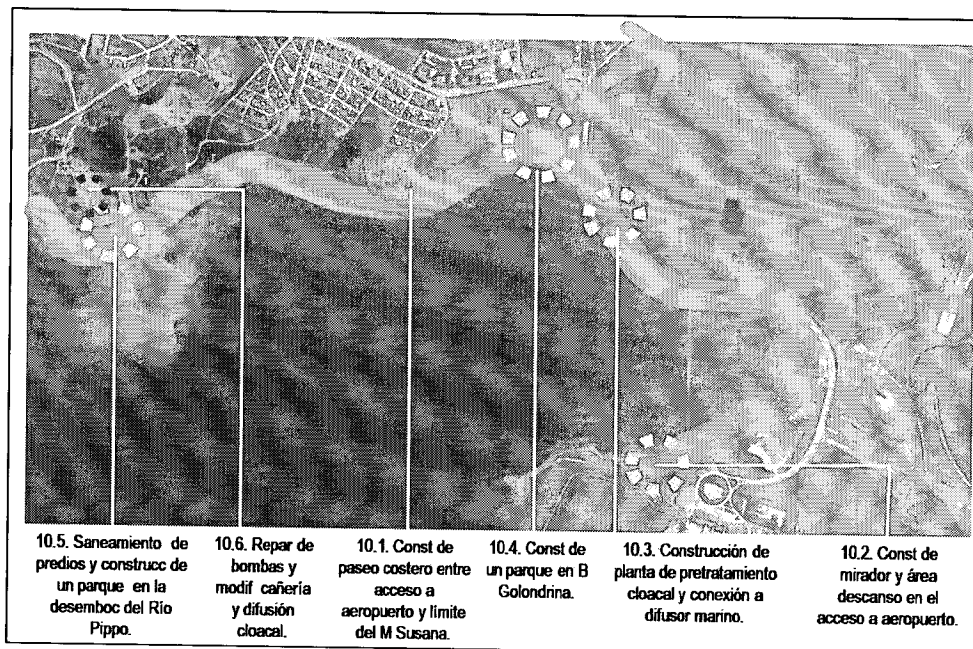 10.5. Saneamiento de
predios y construcc de
un parque en la
desemboc del Río
Pippo.
10.6. Repar de
bombas y
modif cañería
y difusión
cloacal.
10.1. Const de
paseo costero entre
acceso a
aeropuerto y límite
del M Susana.
10.4. Const de
un parque en B
Golondrina.
10.3. Construcción de
planta de pretratamiento
cloacal y conexión a
difusor marino.
10.2. Const de
mirador y área
descanso en el
acceso a aeropuerto.